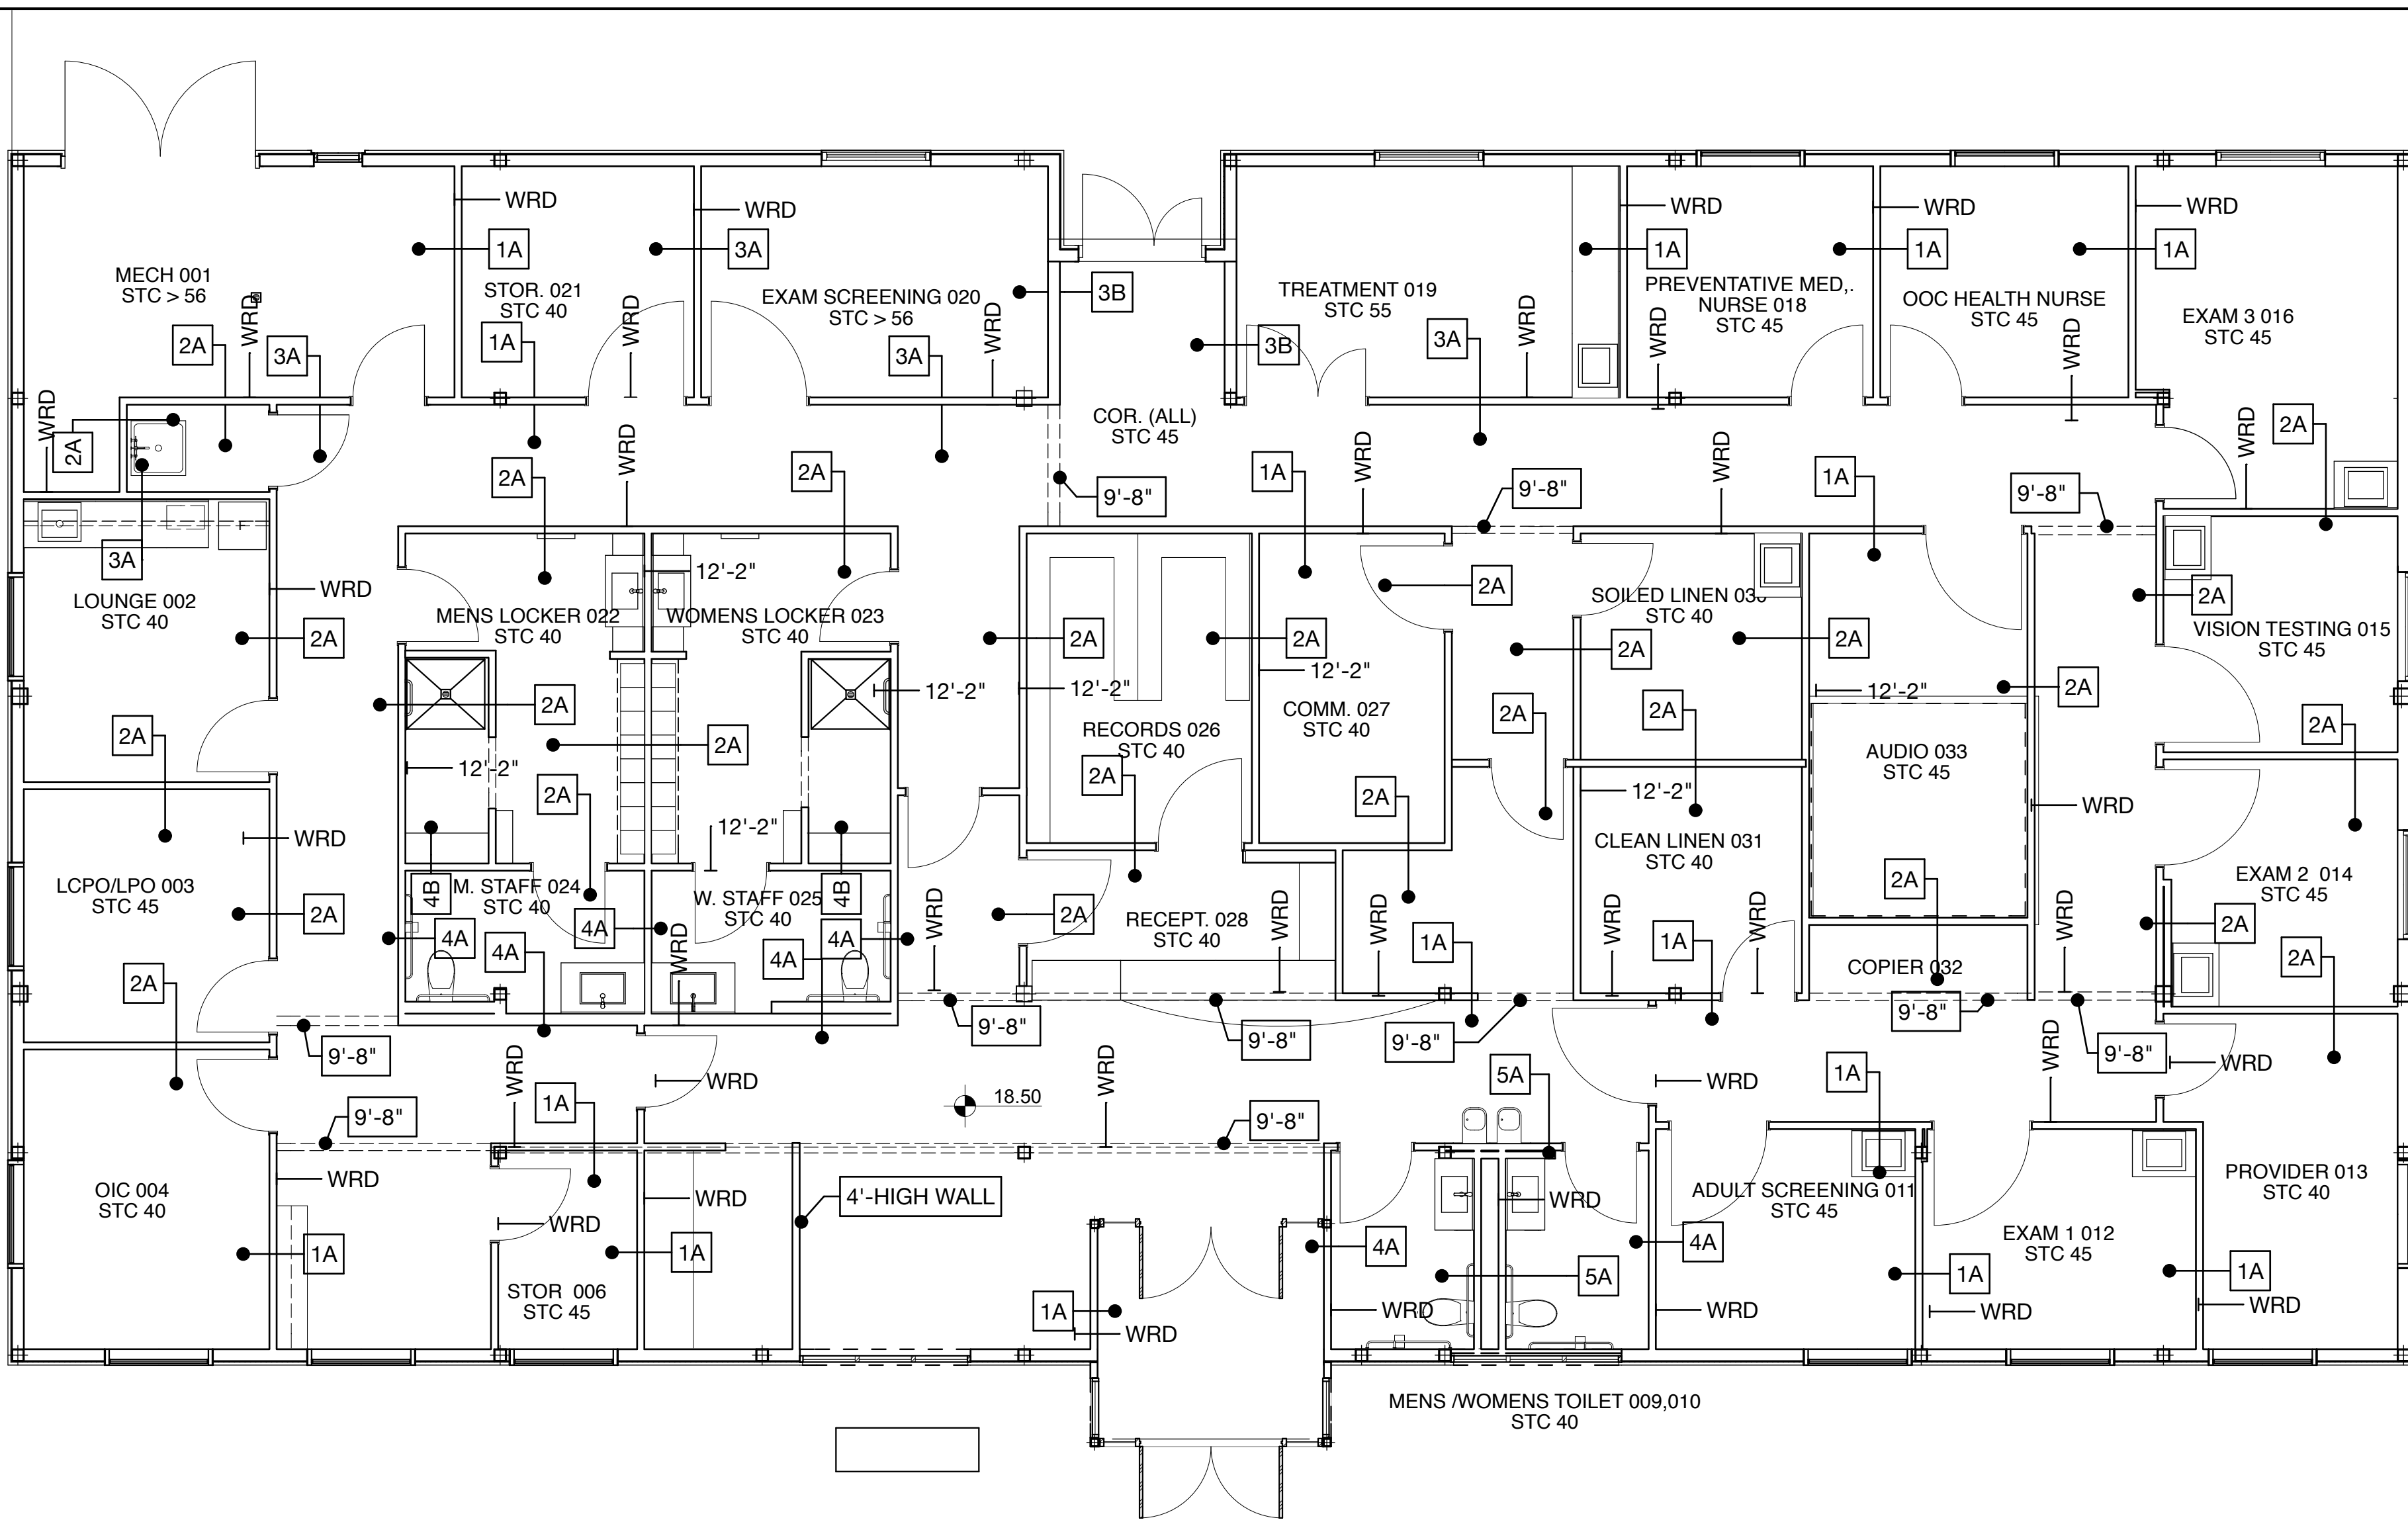 WRD
WRD
WRD
WRD
WRD
1A
3A
1A
1A
1A
MECH 001
STC > 56
STOR. 021
STC 40
EXAM SCREENING 020
STC > 56
3B
TREATMENT 019
STC 55
PREVENTATIVE MED,.
NURSE 018
STC 45
OOC HEALTH NURSE
STC 45
EXAM 3 016
STC 45
WRD
WRD
WRD
WRD
WRD
WRD
2A
3A
1A
3A
3B
3A
WRD
2A
WRD
2A
2A
COR. (ALL)
STC 45
1A
WRD
WRD
1A
WRD
2A
9'-8"
9'-8"
9'-8"
3A
LOUNGE 002
STC 40
WRD
2A
MENS LOCKER 022
STC 40
12'-2"
WOMENS LOCKER 023
STC 40
2A
2A
2A
SOILED LINEN 030
STC 40
2A
2A
2A
VISION TESTING 015
STC 45
12'-2"
12'-2"
12'-2"
12'-2"
2A
2A
2A
2A
RECORDS 026
STC 40
COMM. 027
STC 40
2A
2A
2A
AUDIO 033
STC 45
12'-2"
2A
2A
2A
12'-2"
12'-2"
WRD
WRD
CLEAN LINEN 031
STC 40
LCPO/LPO 003
STC 45
2A
4B
M. STAFF 024
STC 40
W. STAFF 025
STC 40
4B
2A
EXAM 2 014
STC 45
4A
4A
4A
4A
4A
WRD
WRD
2A
RECEPT. 028
STC 40
WRD
WRD
1A
WRD
1A
WRD
WRD
2A
2A
2A
COPIER 032
9'-8"
9'-8"
9'-8"
9'-8"
9'-8"
9'-8"
WRD
WRD
1A
WRD
18.50
WRD
5A
WRD
1A
WRD
9'-8"
9'-8"
OIC 004
STC 40
WRD
WRD
WRD
4'-HIGH WALL
WRD
ADULT SCREENING 011
STC 45
PROVIDER 013
STC 40
1A
1A
4A
5A
4A
EXAM 1 012
STC 45
1A
1A
STOR 006
STC 45
1A
WRD
WRD
WRD
WRD
WRD
MENS /WOMENS TOILET 009,010
STC 40